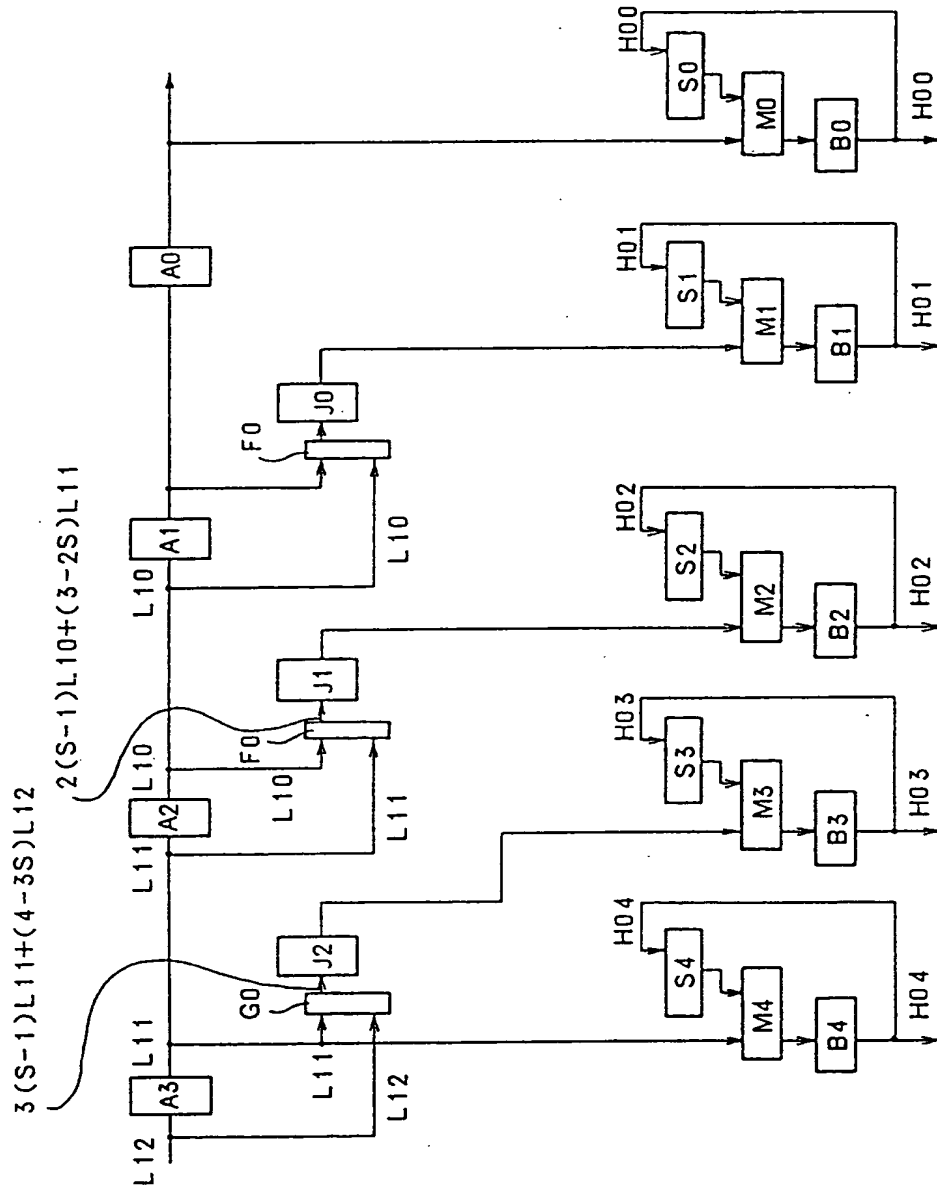 3(S-1)L11+(4-3S)L12
2(S-1)L10+(3-2S)L11
L12
A3
L11
L11
A2
L10
L10
A1
A0
L12
L11
G0
J2
L11
L10
F0
J1
L10
F0
J0
H04
S4
M4
B4
H04
H03
S3
M3
B3
H03
H02
S2
M2
B2
H02
H01
S1
M1
B1
H01
H00
S0
M0
B0
H00